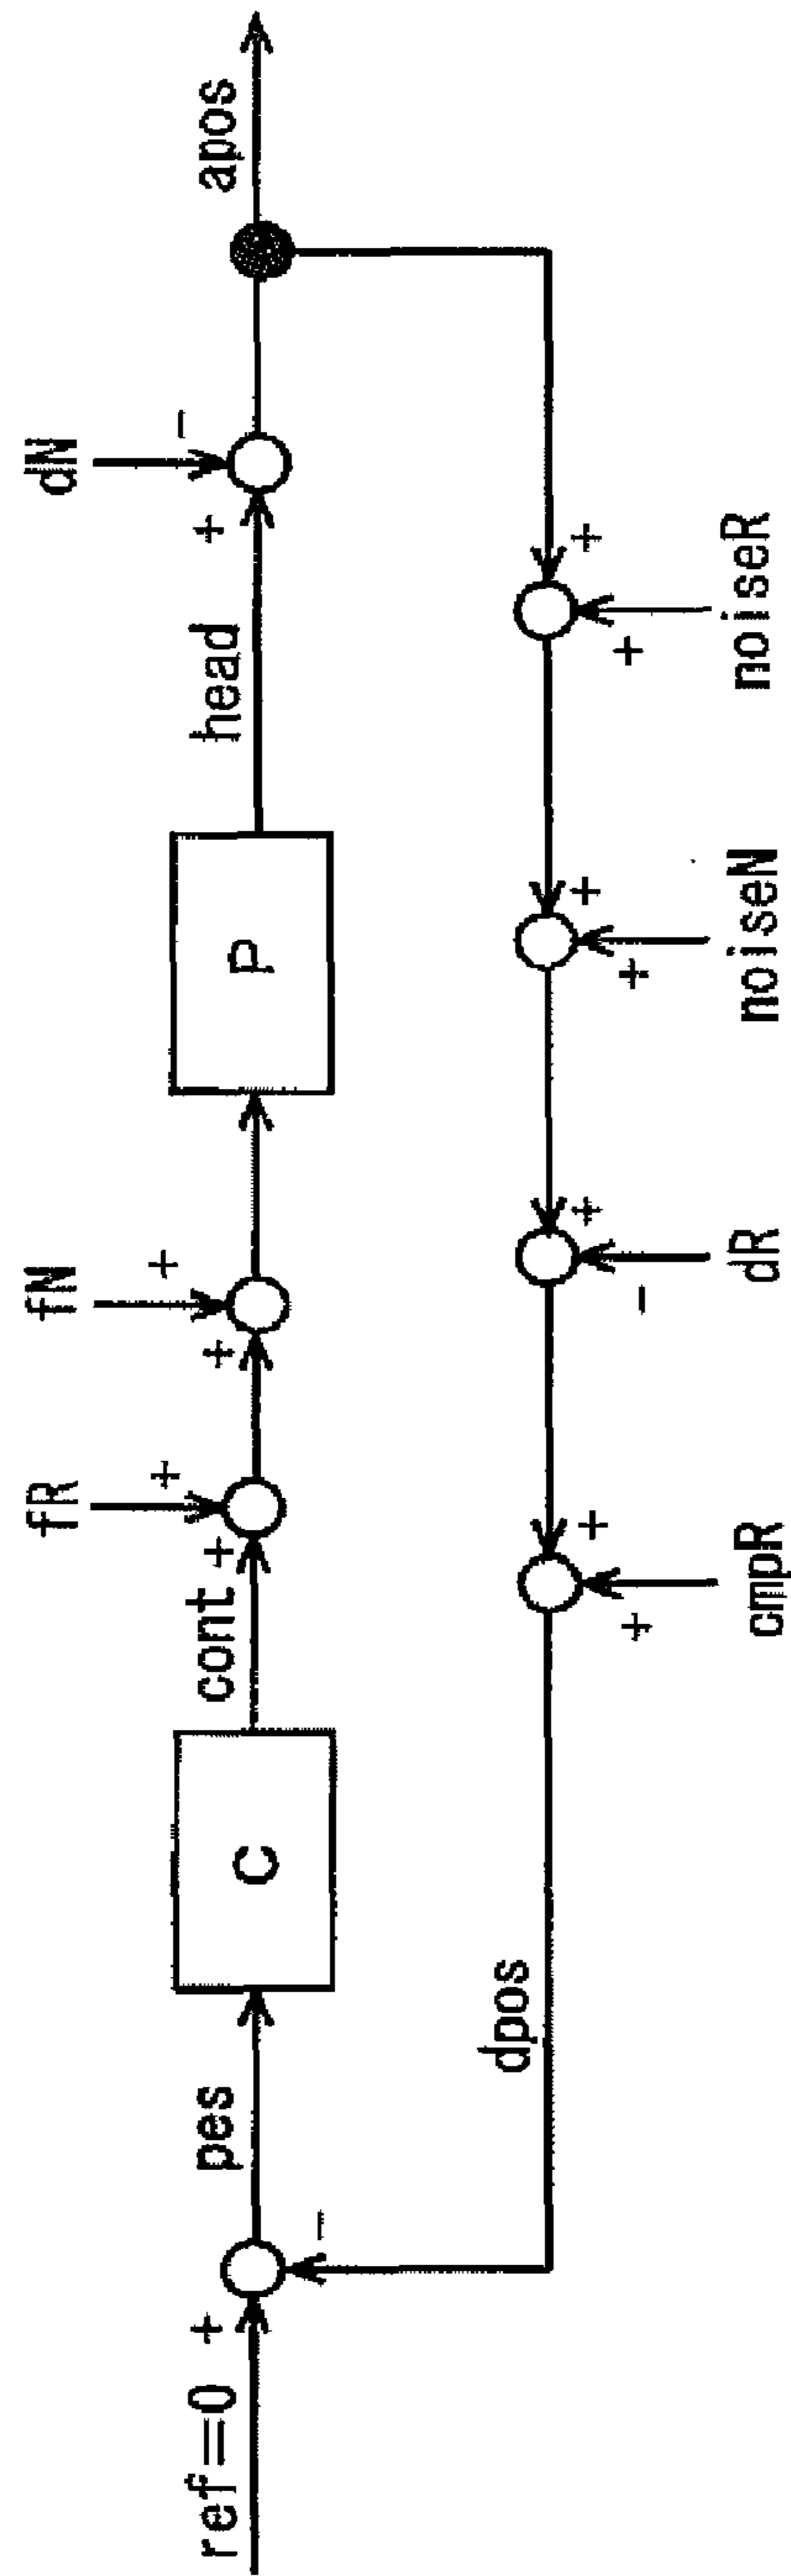 ref=0
+
-
pes
C
cont
+
fR
+
+
fN
+
P
head
+
dN
-
apos
+
noiseR
+
+
noiseN
+
+
dR
-
+
cmpR
+
dpos